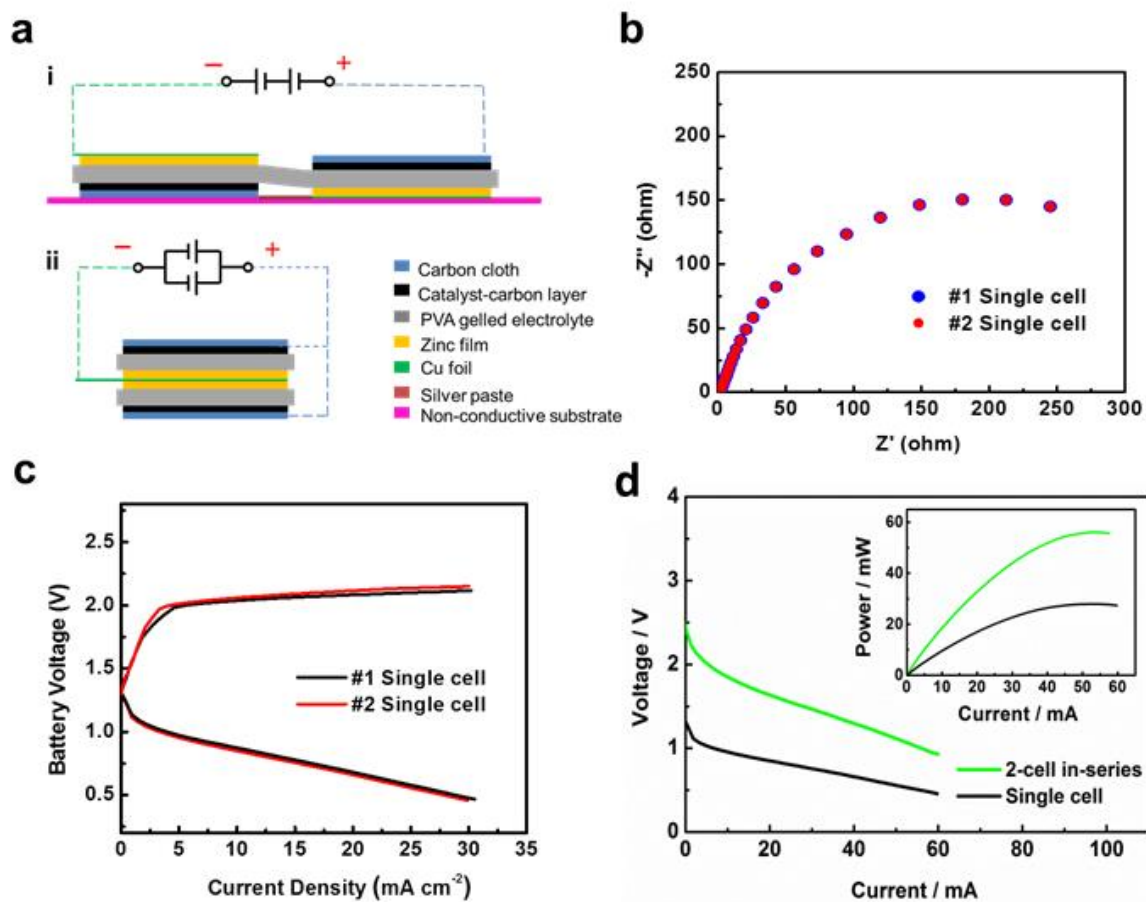 a
i
− +
ii
− +
Carbon cloth
Catalyst-carbon layer
PVA gelled electrolyte
Zinc film
Cu foil
Silver paste
Non-conductive substrate
b
250
200
150
100
50
0
-Z'' (ohm)
#1 Single cell
#2 Single cell
0 50 100 150 200 250 300
Z' (ohm)
c
2.5
2.0
1.5
1.0
0.5
Battery Voltage (V)
#1 Single cell
#2 Single cell
0 5 10 15 20 25 30 35
Current Density (mA cm⁻²)
d
4
3
2
1
0
Voltage / V
60
40
20
0
Power / mW
0 10 20 30 40 50 60
Current / mA
2-cell in-series
Single cell
0 20 40 60 80 100
Current / mA